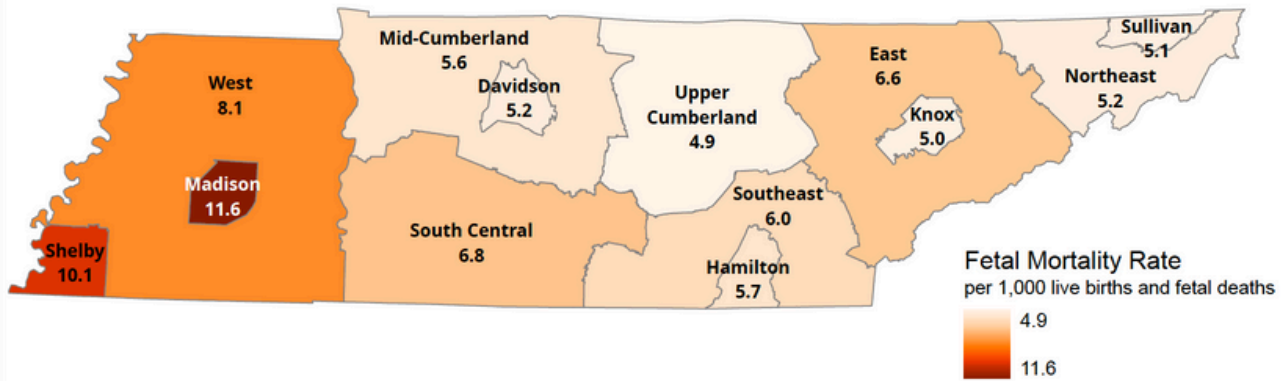 West
8.1
Madison
11.6
Shelby
10.1
Mid-Cumberland
5.6
Davidson
5.2
South Central
6.8
Upper
Cumberland
4.9
Southeast
6.0
Hamilton
5.7
East
6.6
Knox
5.0
Sullivan
5.1
Northeast
5.2
Fetal Mortality Rate
per 1,000 live births and fetal deaths
4.9
11.6